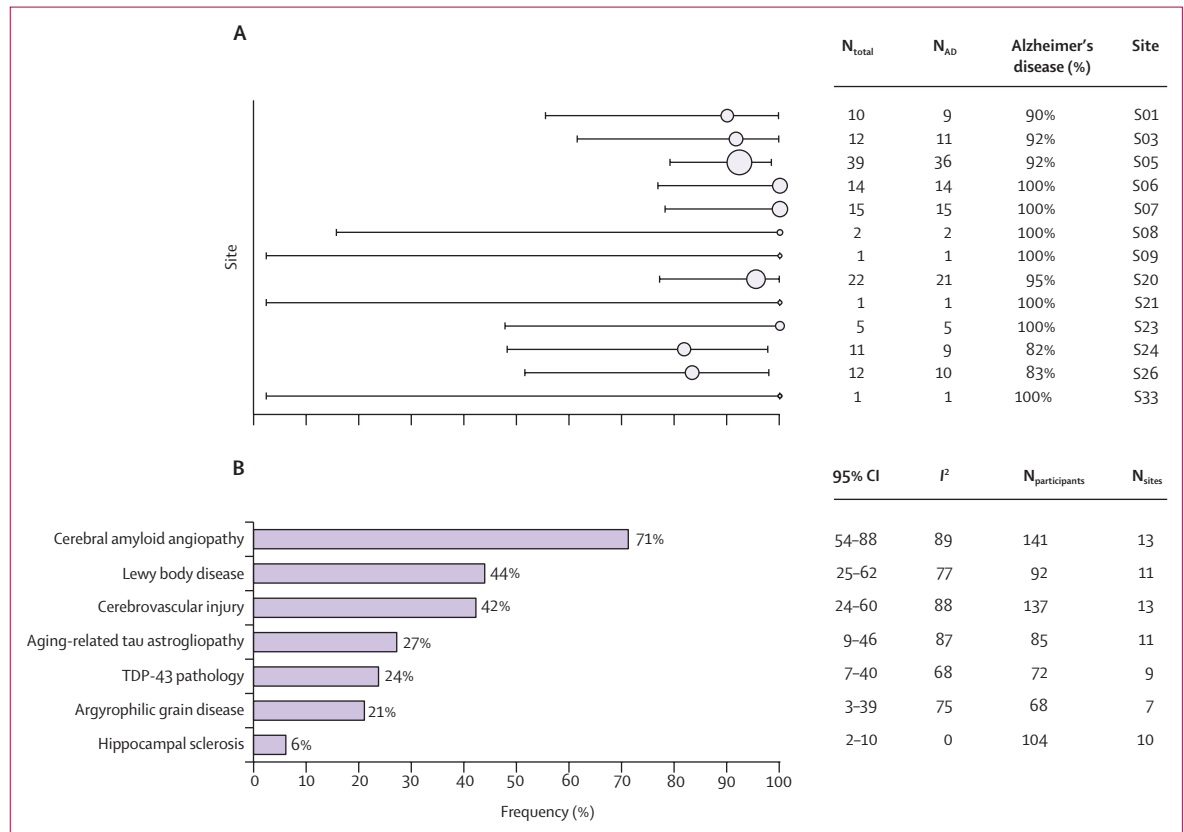 A
N_total N_AD Alzheimer's disease (%) Site
10 9 90% S01
12 11 92% S03
39 36 92% S05
14 14 100% S06
15 15 100% S07
2 2 100% S08
1 1 100% S09
22 21 95% S20
1 1 100% S21
5 5 100% S23
11 9 82% S24
12 10 83% S26
1 1 100% S33
Site
B
95% CI I² N_participants N_sites
Cerebral amyloid angiopathy 71% 54–88 89 141 13
Lewy body disease 44% 25–62 77 92 11
Cerebrovascular injury 42% 24–60 88 137 13
Aging-related tau astrogliopathy 27% 9–46 87 85 11
TDP-43 pathology 24% 7–40 68 72 9
Argyrophilic grain disease 21% 3–39 75 68 7
Hippocampal sclerosis 6% 2–10 0 104 10
0 10 20 30 40 50 60 70 80 90 100
Frequency (%)